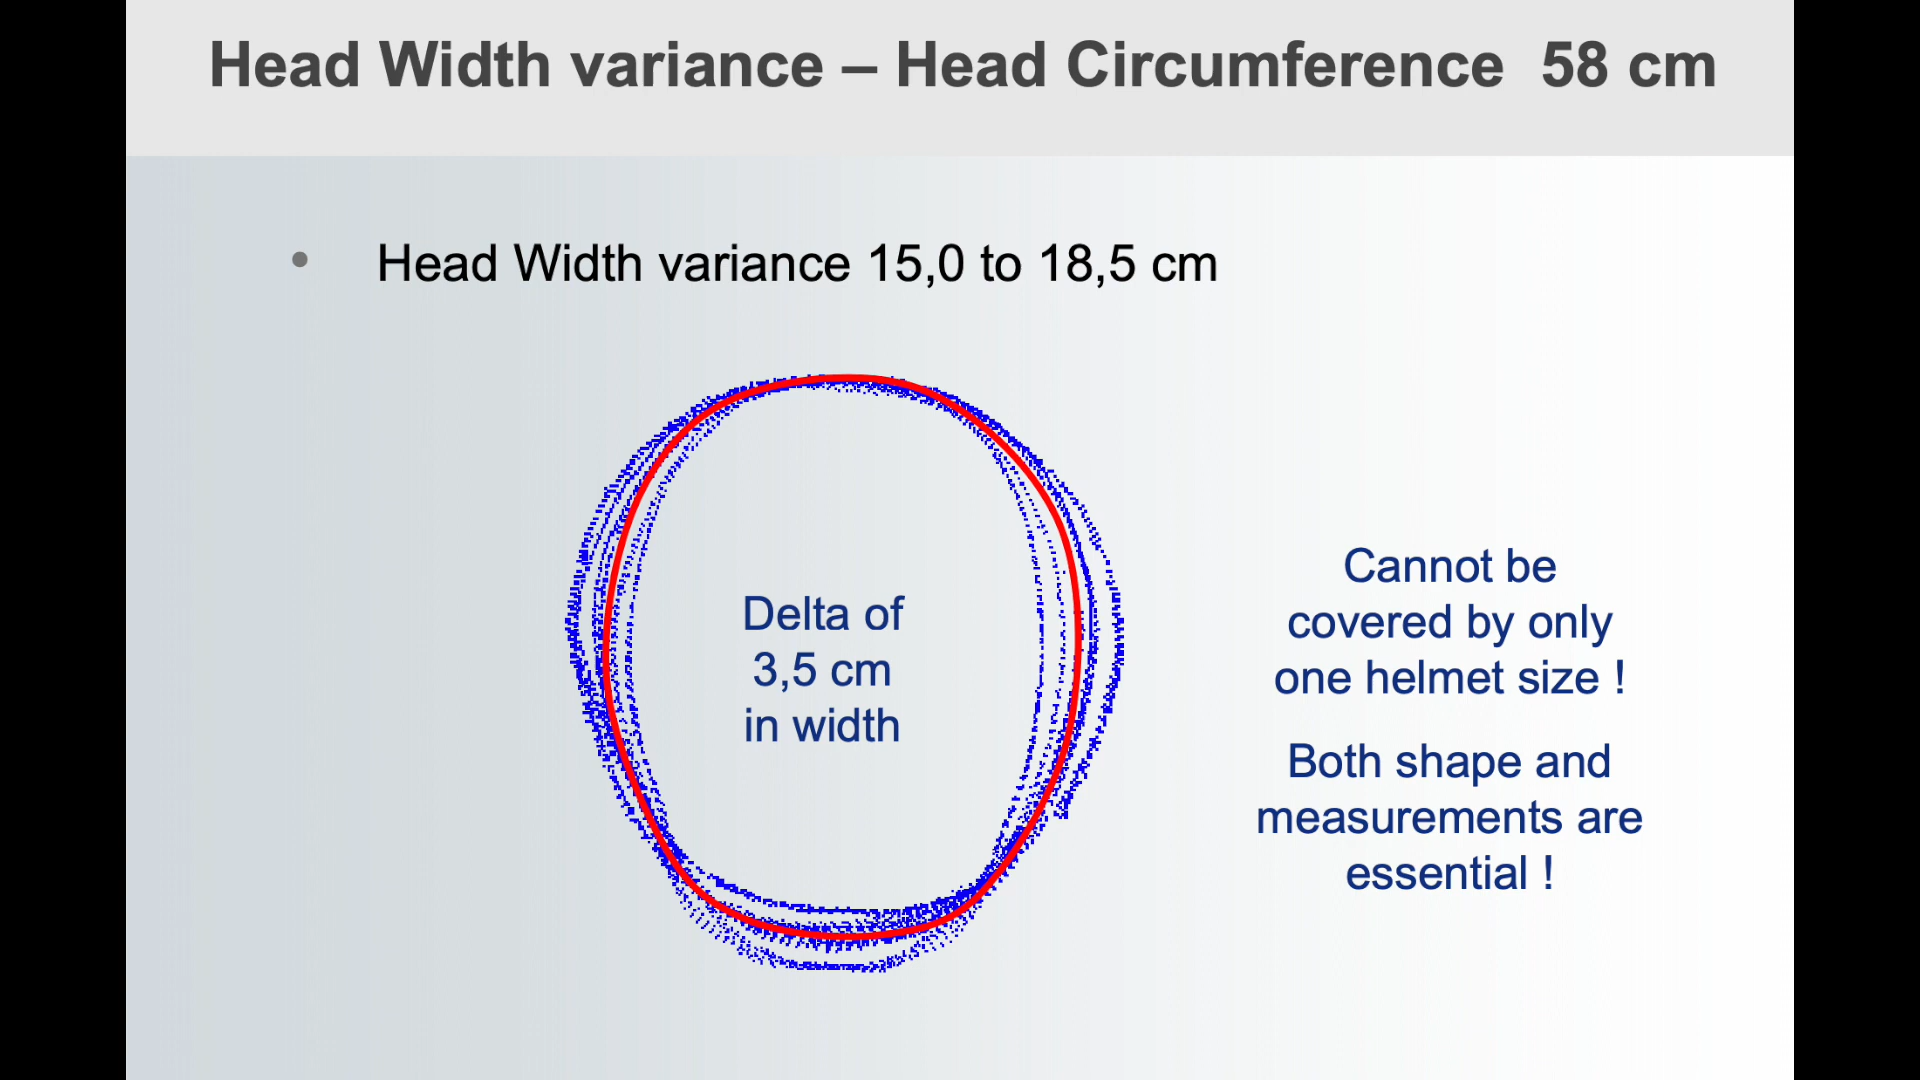 Head Width variance – Head Circumference  58 cm
• Head Width variance 15,0 to 18,5 cm
Delta of
3,5 cm
in width
Cannot be
covered by only
one helmet size !
Both shape and
measurements are
essential !